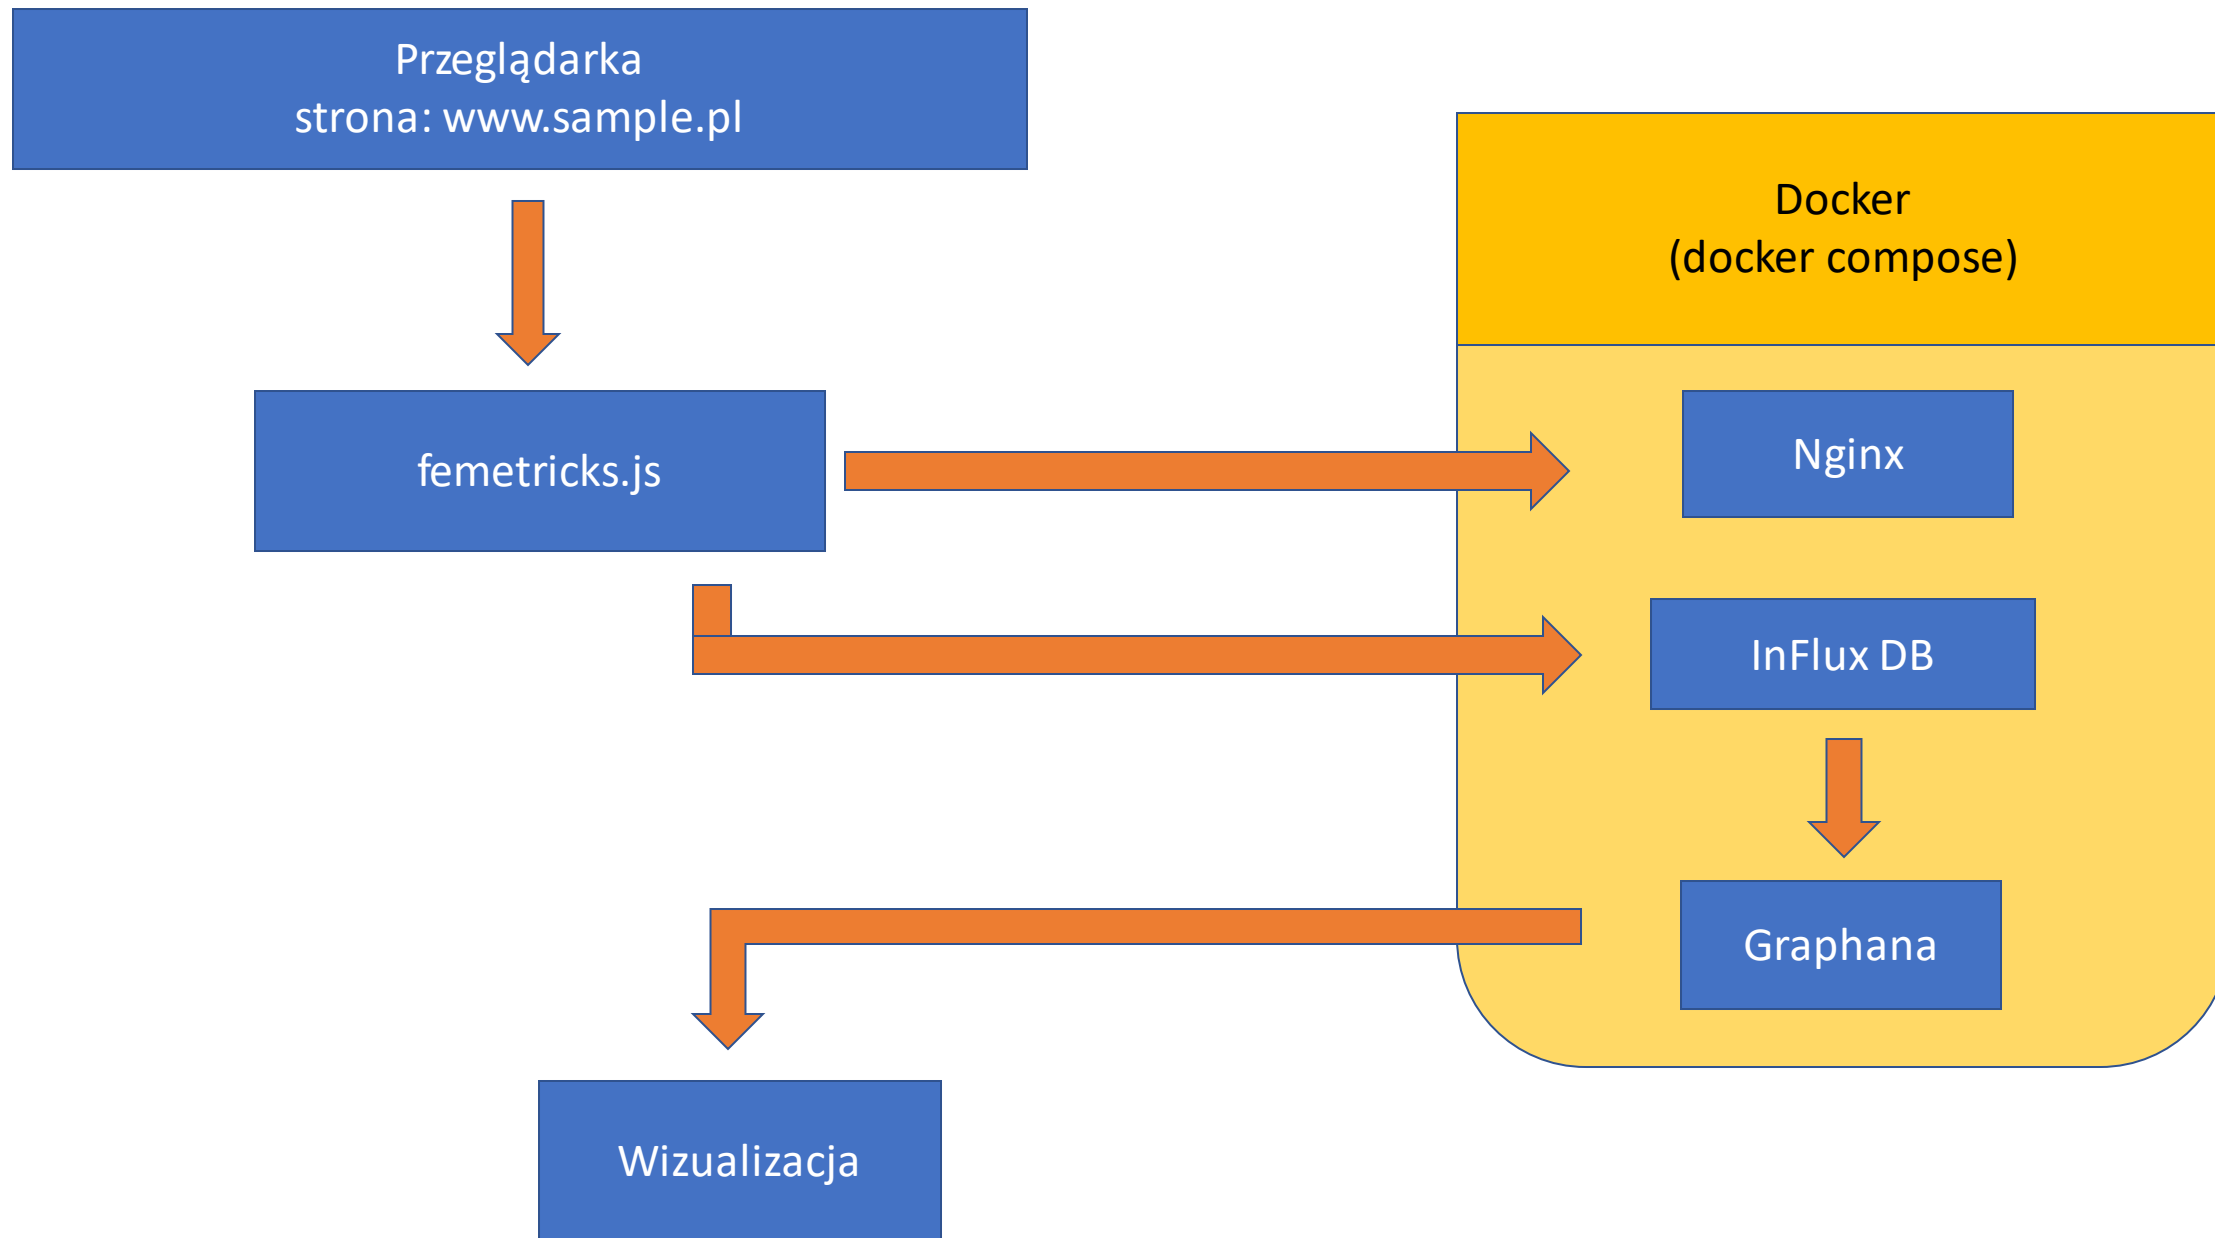 Przeglądarka
strona: www.sample.pl
Docker
(docker compose)
femetricks.js
Nginx
InFlux DB
Graphana
Wizualizacja